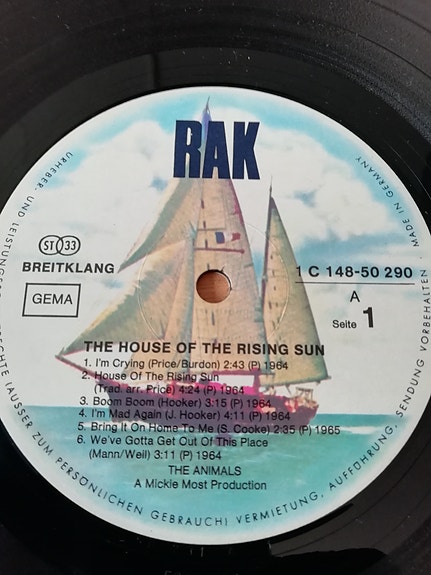 RAK
ST 33
BREITKLANG
GEMA
1 C 148-50 290
A
Seite 1
THE HOUSE OF THE RISING SUN
1. I'm Crying (Price/Burdon) 2:43 (P) 1964
2. House Of The Rising Sun
(Trad. arr. Price) 4:24 (P) 1964
3. Boom Boom (Hooker) 3:15 (P) 1964
4. I'm Mad Again (J. Hooker) 4:11 (P) 1964
5. Bring It On Home To Me (S. Cooke) 2:35 (P) 1965
6. We've Gotta Get Out Of This Place
(Mann/Weil) 3:11 (P) 1964
THE ANIMALS
A Mickie Most Production
URHEBER- UND LEISTUNGSSCHUTZRECHTE (AUSSER ZUM PERSÖNLICHEN GEBRAUCH) VERMIETUNG, AUFFÜHRUNG, SENDUNG VORBEHALTEN · MADE IN GERMANY